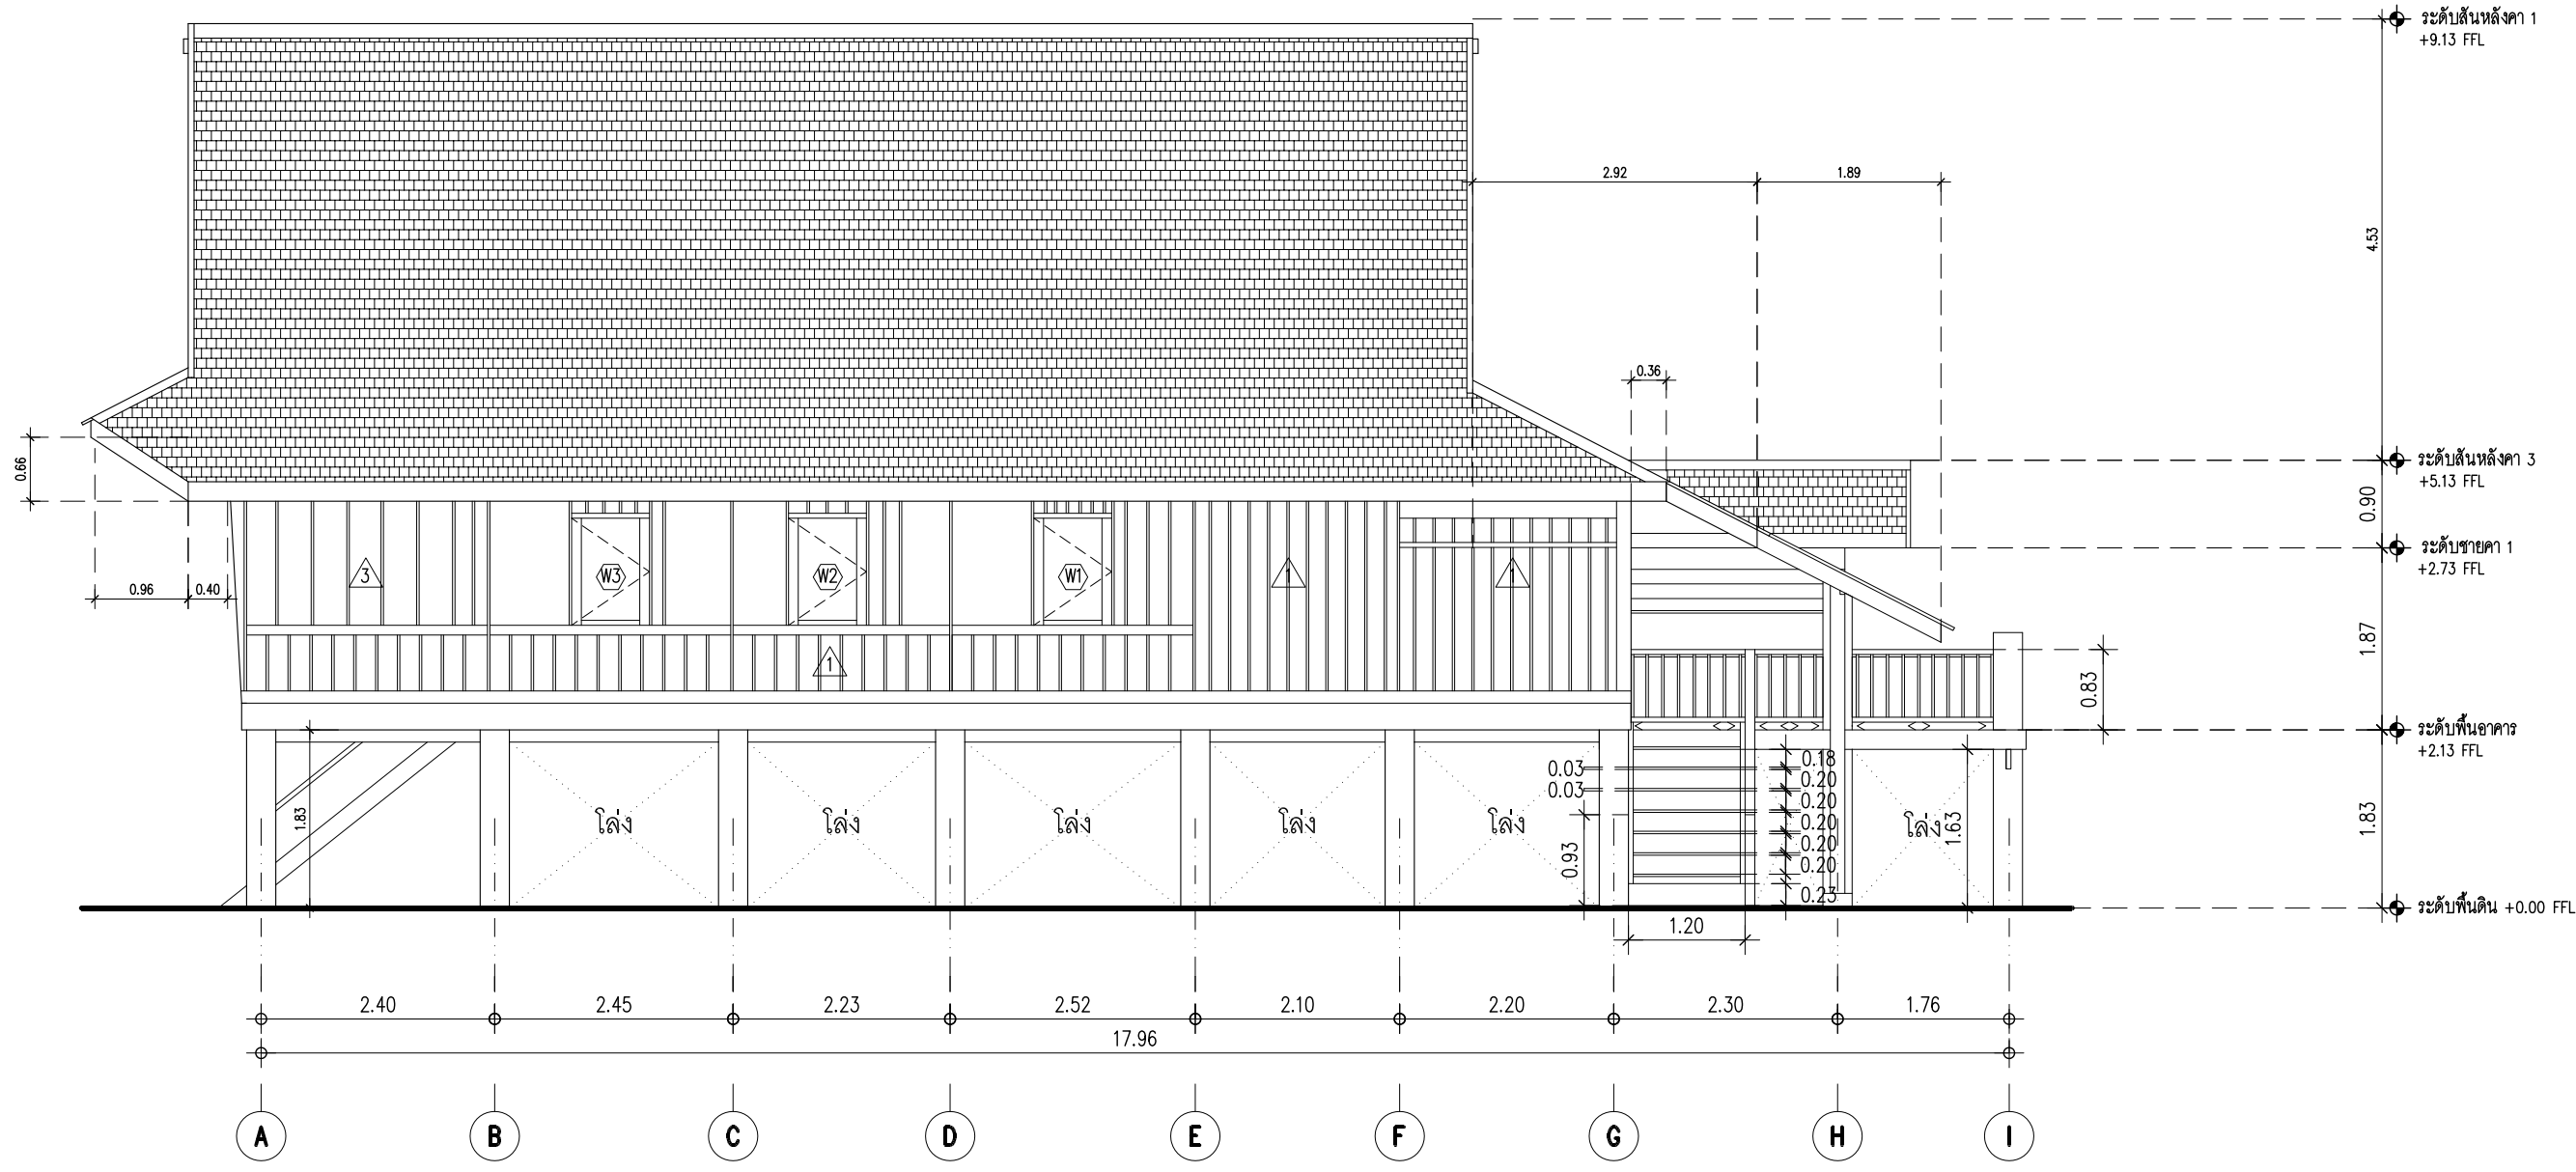 ระดับสันหลังคา 1
+9.13 FFL
2.92
1.89
4.53
0.36
0.66
ระดับสันหลังคา 3
+5.13 FFL
0.90
ระดับชายคา 1
+2.73 FFL
3
W3
W2
W1
1
1
0.96
0.40
1.87
1
0.83
ระดับพื้นอาคาร
+2.13 FFL
0.18
0.03
0.20
0.03
0.20
1.83
โล่ง
โล่ง
โล่ง
โล่ง
โล่ง
0.20
โล่ง
1.63
1.83
0.20
0.93
0.20
0.23
ระดับพื้นดิน +0.00 FFL
1.20
2.40
2.45
2.23
2.52
2.10
2.20
2.30
1.76
17.96
A
B
C
D
E
F
G
H
I